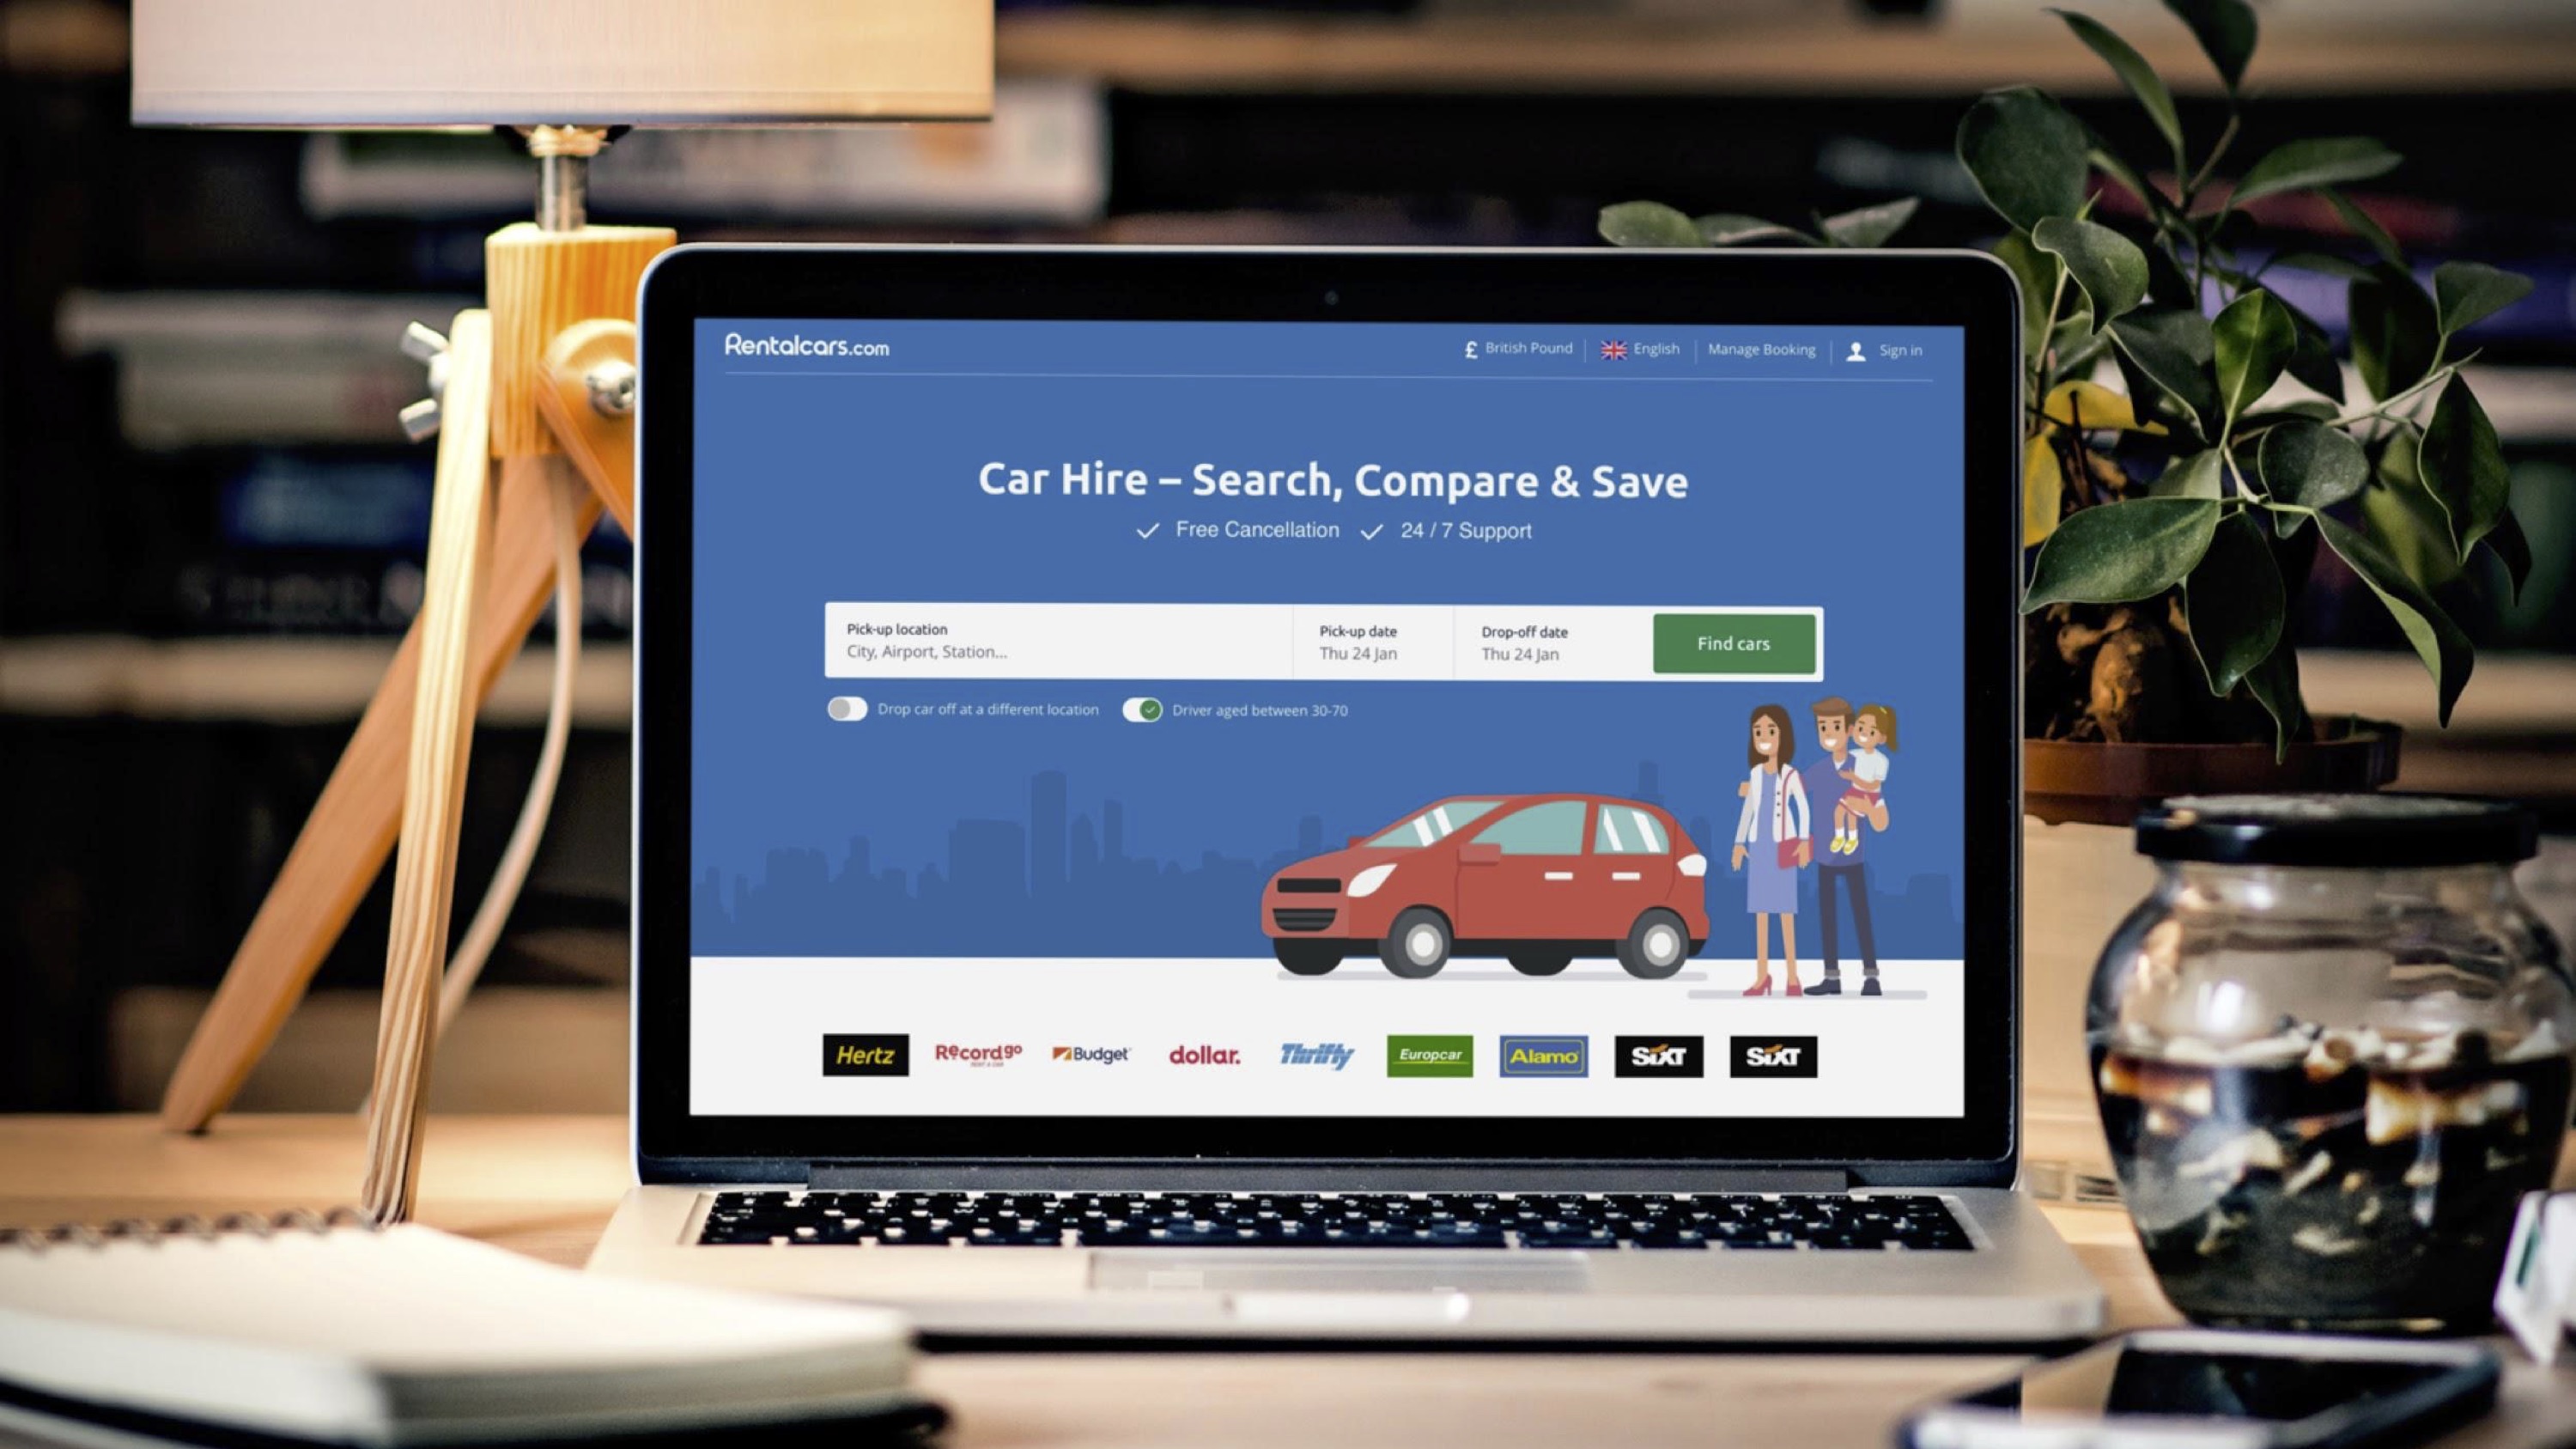 Rentalcars.com
£ British Pound English Manage Booking Sign in
Car Hire – Search, Compare & Save
Free Cancellation 24 / 7 Support
Pick-up location
City, Airport, Station...
Pick-up date
Thu 24 Jan
Drop-off date
Thu 24 Jan
Find cars
Drop car off at a different location
Driver aged between 30-70
Hertz
Recordgo
RENT A CAR
Budget
dollar.
Thrifty
Europcar
Alamo
SiXT
SiXT